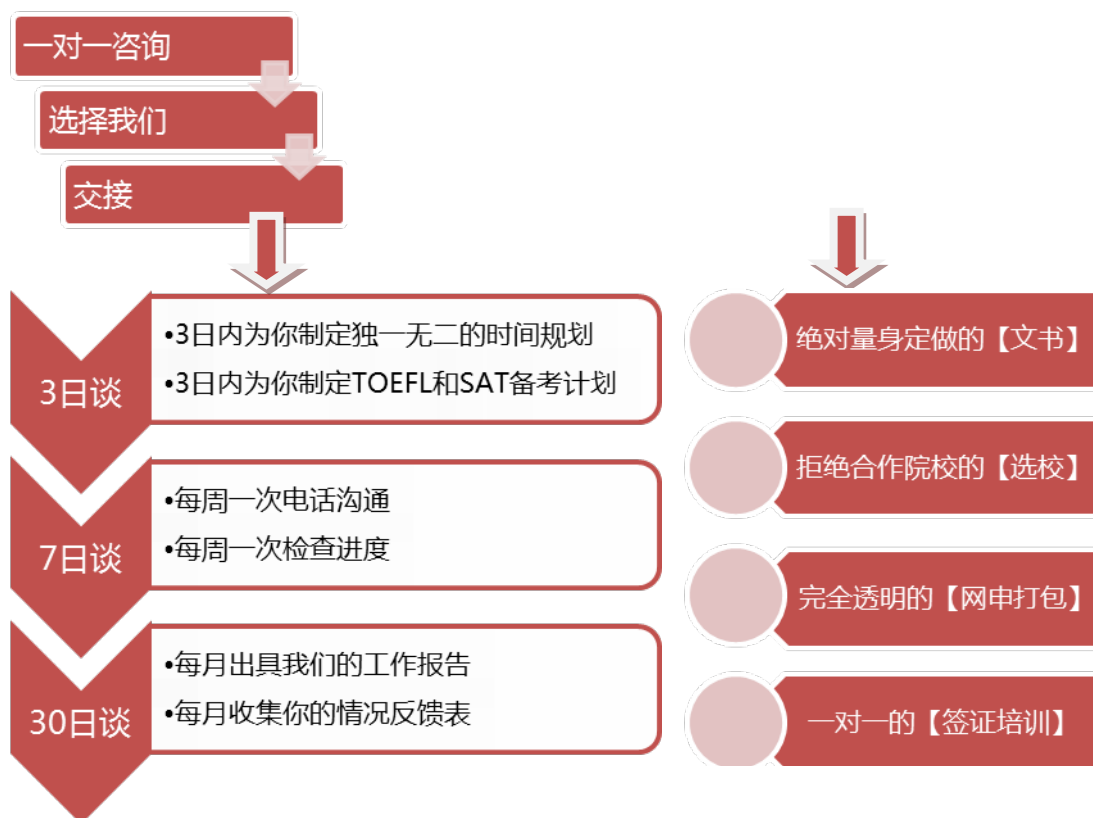 一对一咨询
选择我们
交接
3日谈
•3日内为你制定独一无二的时间规划
•3日内为你制定TOEFL和SAT备考计划
7日谈
•每周一次电话沟通
•每周一次检查进度
30日谈
•每月出具我们的工作报告
•每月收集你的情况反馈表
绝对量身定做的【文书】
拒绝合作院校的【选校】
完全透明的【网申打包】
一对一的【签证培训】